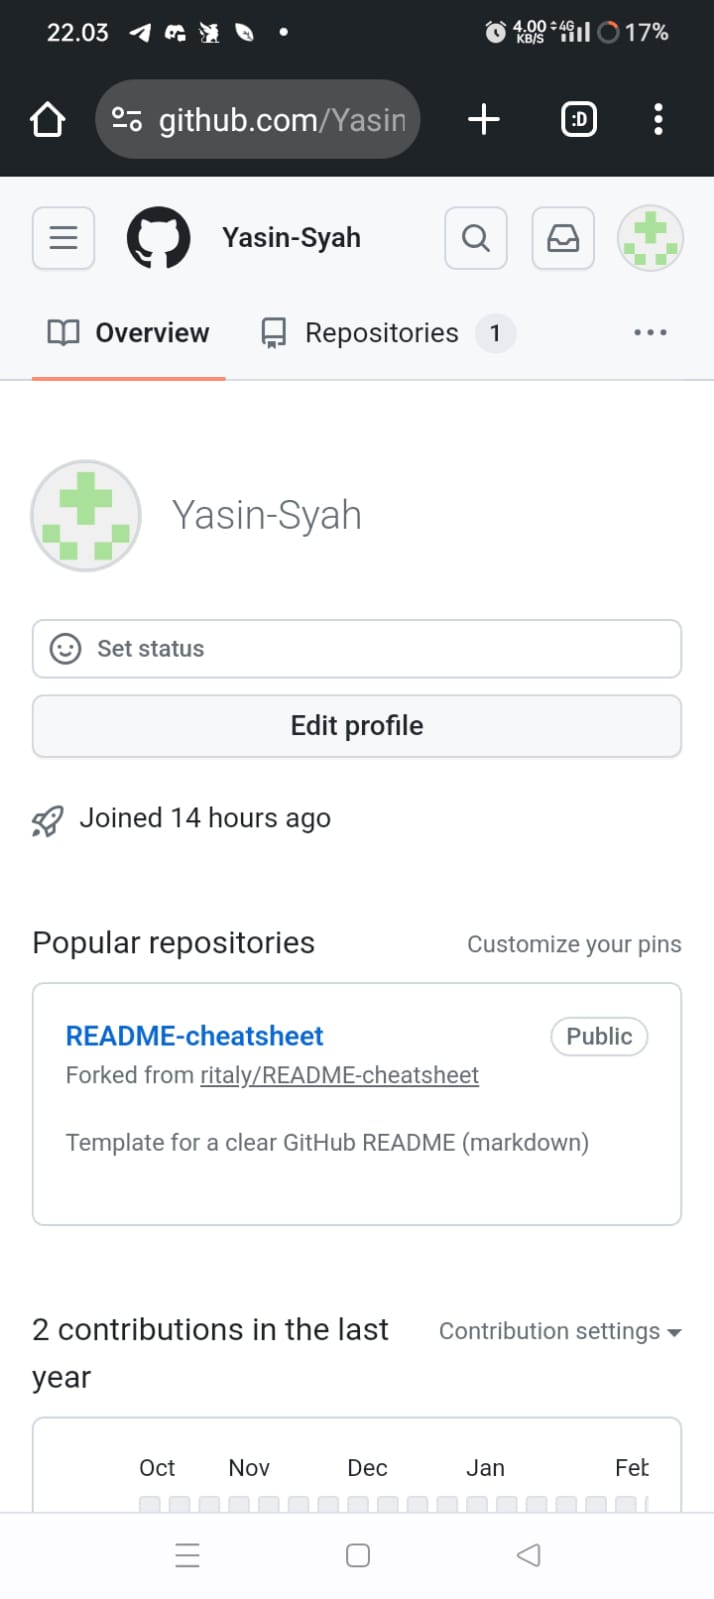 22.03 4.00 KB/S 4G 17%
github.com/Yasin :D
Yasin-Syah
Overview Repositories 1
Yasin-Syah
Set status
Edit profile
Joined 14 hours ago
Popular repositories Customize your pins
README-cheatsheet Public
Forked from ritaly/README-cheatsheet
Template for a clear GitHub README (markdown)
2 contributions in the last Contribution settings
year
Oct Nov Dec Jan Feb